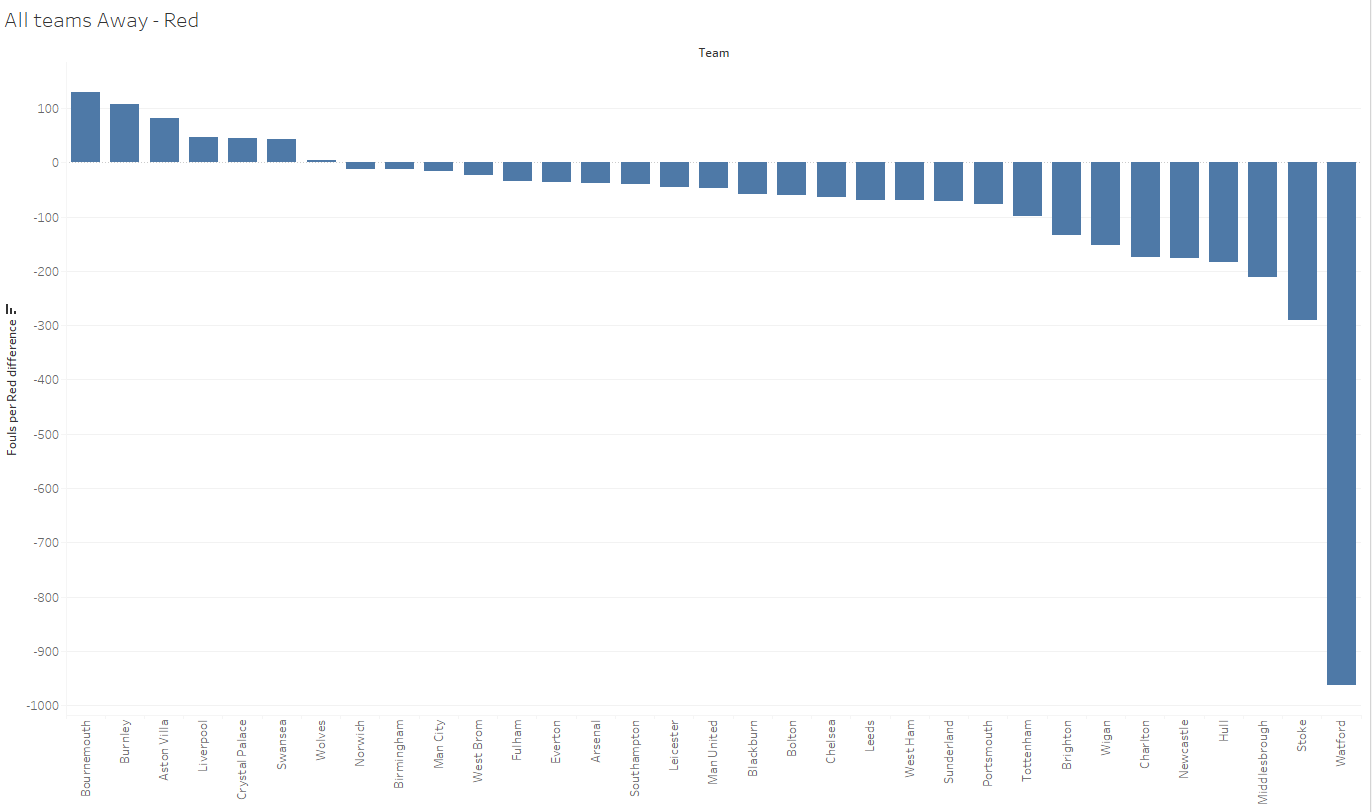 All teams Away - Red
Team
Fouls per Red difference
100
0
-100
-200
-300
-400
-500
-600
-700
-800
-900
-1000
Bournemouth
Burnley
Aston Villa
Liverpool
Crystal Palace
Swansea
Wolves
Norwich
Birmingham
Man City
West Brom
Fulham
Everton
Arsenal
Southampton
Leicester
Man United
Blackburn
Bolton
Chelsea
Leeds
West Ham
Sunderland
Portsmouth
Tottenham
Brighton
Wigan
Charlton
Newcastle
Hull
Middlesbrough
Stoke
Watford